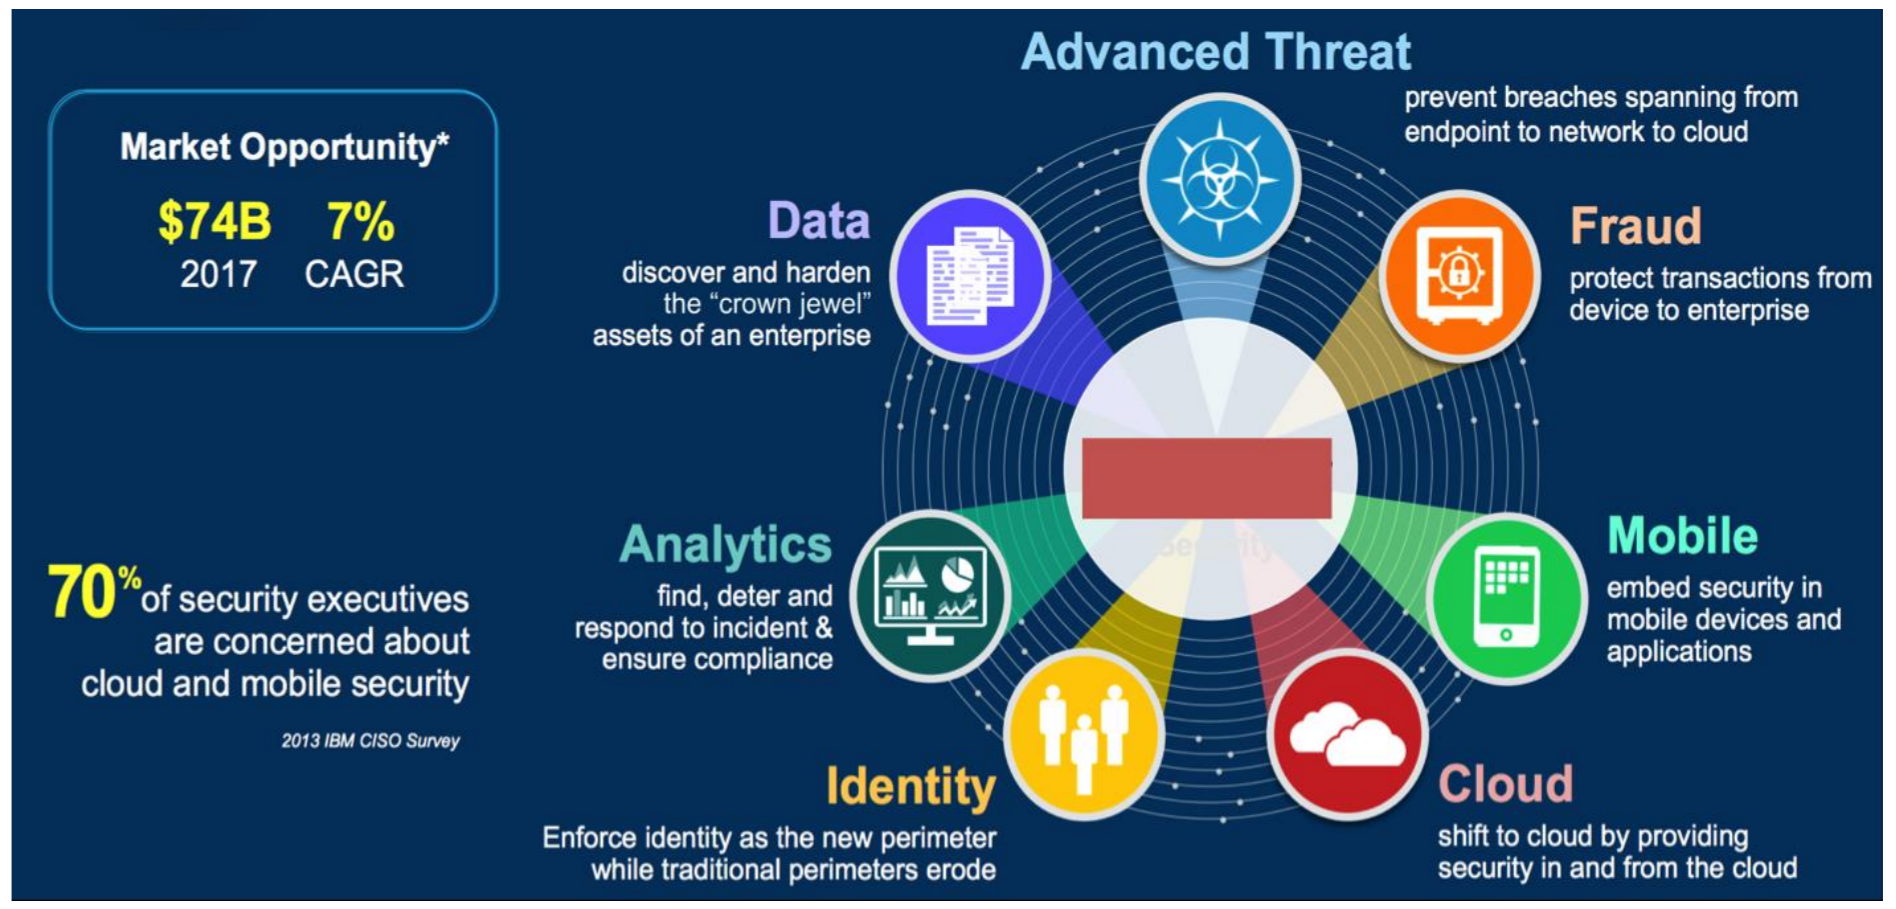 Advanced Threat
prevent breaches spanning from
endpoint to network to cloud
Market Opportunity*
$74B 7%
2017 CAGR
Data
discover and harden
the “crown jewel”
assets of an enterprise
Fraud
protect transactions from
device to enterprise
Analytics
find, deter and
respond to incident &
ensure compliance
Mobile
embed security in
mobile devices and
applications
70% of security executives
are concerned about
cloud and mobile security
2013 IBM CISO Survey
Identity
Enforce identity as the new perimeter
while traditional perimeters erode
Cloud
shift to cloud by providing
security in and from the cloud